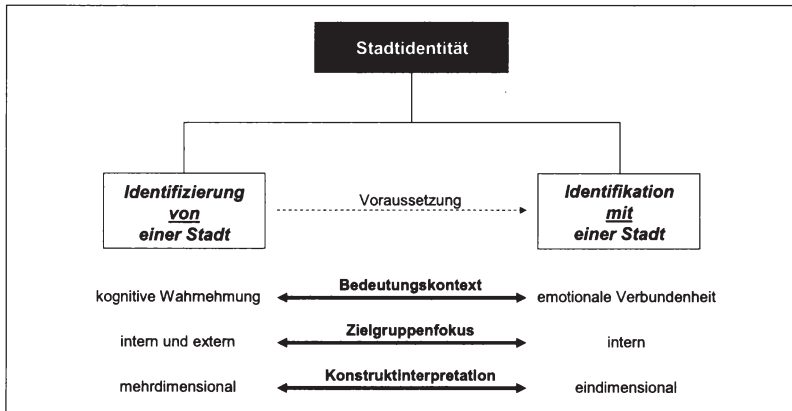 Stadtidentität
Identifizierung
von
einer Stadt
Voraussetzung
Identifikation
mit
einer Stadt
kognitive Wahrnehmung
Bedeutungskontext
emotionale Verbundenheit
intern und extern
Zielgruppenfokus
intern
mehrdimensional
Konstruktinterpretation
eindimensional